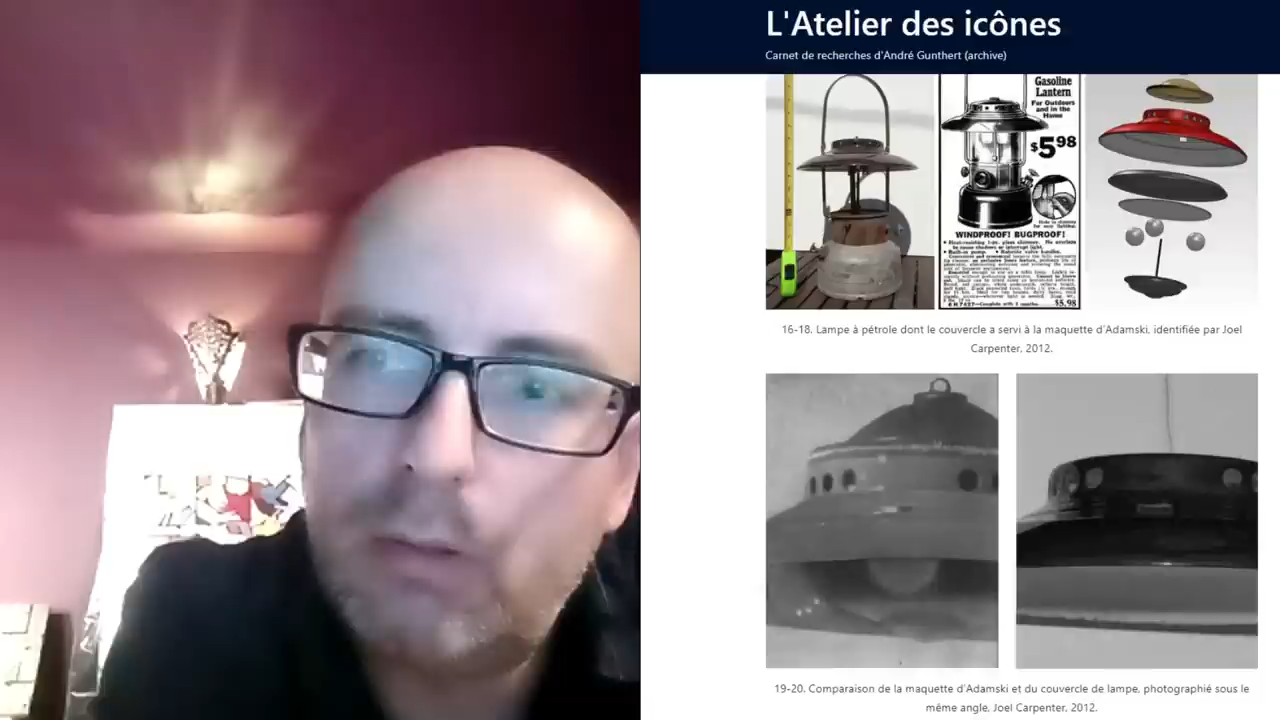 L'Atelier des icônes
Carnet de recherches d'André Gunthert (archive)
Gasoline
Lantern
For Outdoors
and in the
Home
$5.98
WINDPROOF! BUGPROOF!
$5.98
16-18. Lampe à pétrole dont le couvercle a servi à la maquette d'Adamski, identifiée par Joel
Carpenter, 2012.
19-20. Comparaison de la maquette d'Adamski et du couvercle de lampe, photographié sous le
même angle, Joel Carpenter, 2012.